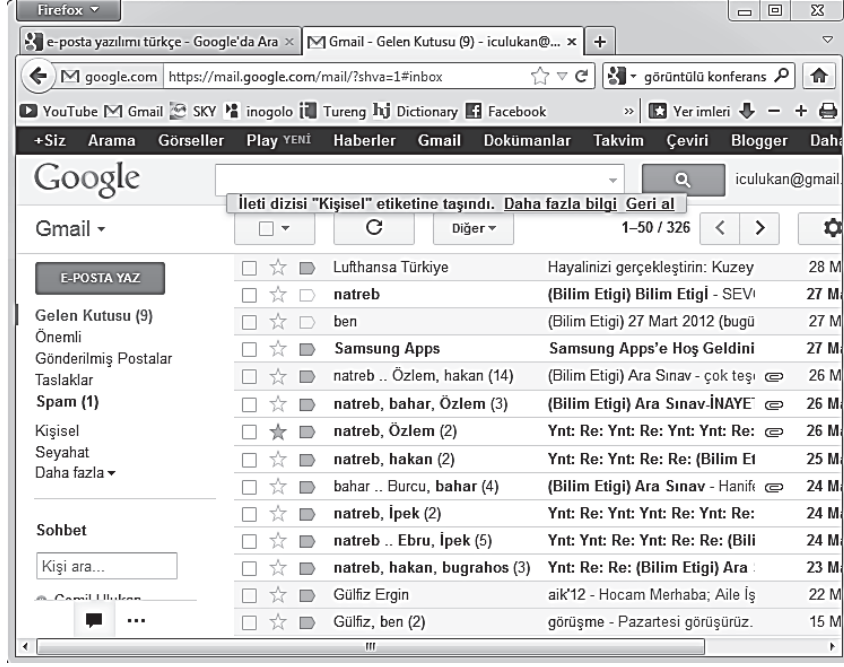 Firefox
e-posta yazılımı türkçe - Google'da Ara × Gmail - Gelen Kutusu (9) - iculukan@... × +
google.com https://mail.google.com/mail/?shva=1#inbox görüntülü konferans
YouTube Gmail SKY inogolo Tureng Dictionary Facebook » Yer imleri
+Siz Arama Görseller Play YENİ Haberler Gmail Dokümanlar Takvim Çeviri Blogger Daha
Google iculukan@gmail.
İleti dizisi "Kişisel" etiketine taşındı. Daha fazla bilgi Geri al
Gmail Diğer 1–50 / 326
E-POSTA YAZ
Gelen Kutusu (9)
Önemli
Gönderilmiş Postalar
Taslaklar
Spam (1)
Kişisel
Seyahat
Daha fazla
Sohbet
Kişi ara...
Lufthansa Türkiye Hayalinizi gerçekleştirin: Kuzey 28 M
natreb (Bilim Etigi) Bilim Etigİ - SEV 27 M
ben (Bilim Etigi) 27 Mart 2012 (bugü 27 M
Samsung Apps Samsung Apps'e Hoş Geldini 27 M
natreb .. Özlem, hakan (14) (Bilim Etigi) Ara Sınav - çok teş 26 M
natreb, bahar, Özlem (3) (Bilim Etigi) Ara Sınav-İNAYE 26 M
natreb, Özlem (2) Ynt: Re: Ynt: Re: Ynt: Ynt: Re: 26 M
natreb, hakan (2) Ynt: Re: Ynt: Re: Re: (Bilim Et 25 M
bahar .. Burcu, bahar (4) (Bilim Etigi) Ara Sınav - Hanife 24 M
natreb, İpek (2) Ynt: Re: Ynt: Re: Ynt: Re: 24 M
natreb .. Ebru, İpek (5) Ynt: Ynt: Re: Ynt: Re: (Bili 24 M
natreb, hakan, bugrahos (3) Ynt: Re: Re: (Bilim Etigi) Ara 23 M
Gülfiz Ergin aik'12 - Hocam Merhaba; Aile İş 22 M
Gülfiz, ben (2) görüşme - Pazartesi görüşürüz. 15 M